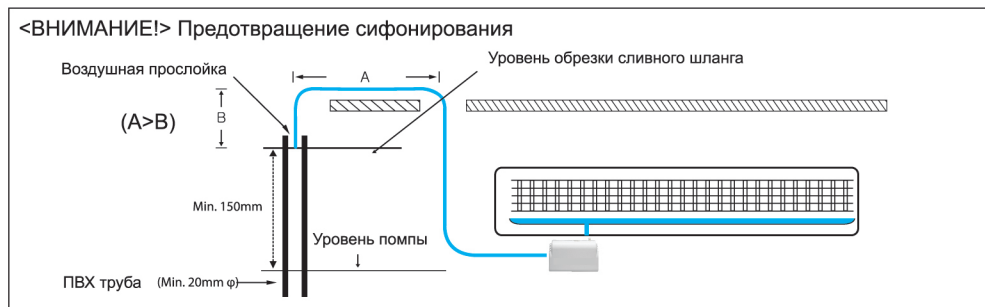 <ВНИМАНИЕ!> Предотвращение сифонирования
Воздушная прослойка
A
Уровень обрезки сливного шланга
B
(A>B)
Min. 150mm
Уровень помпы
ПВХ труба (Min. 20mm φ)